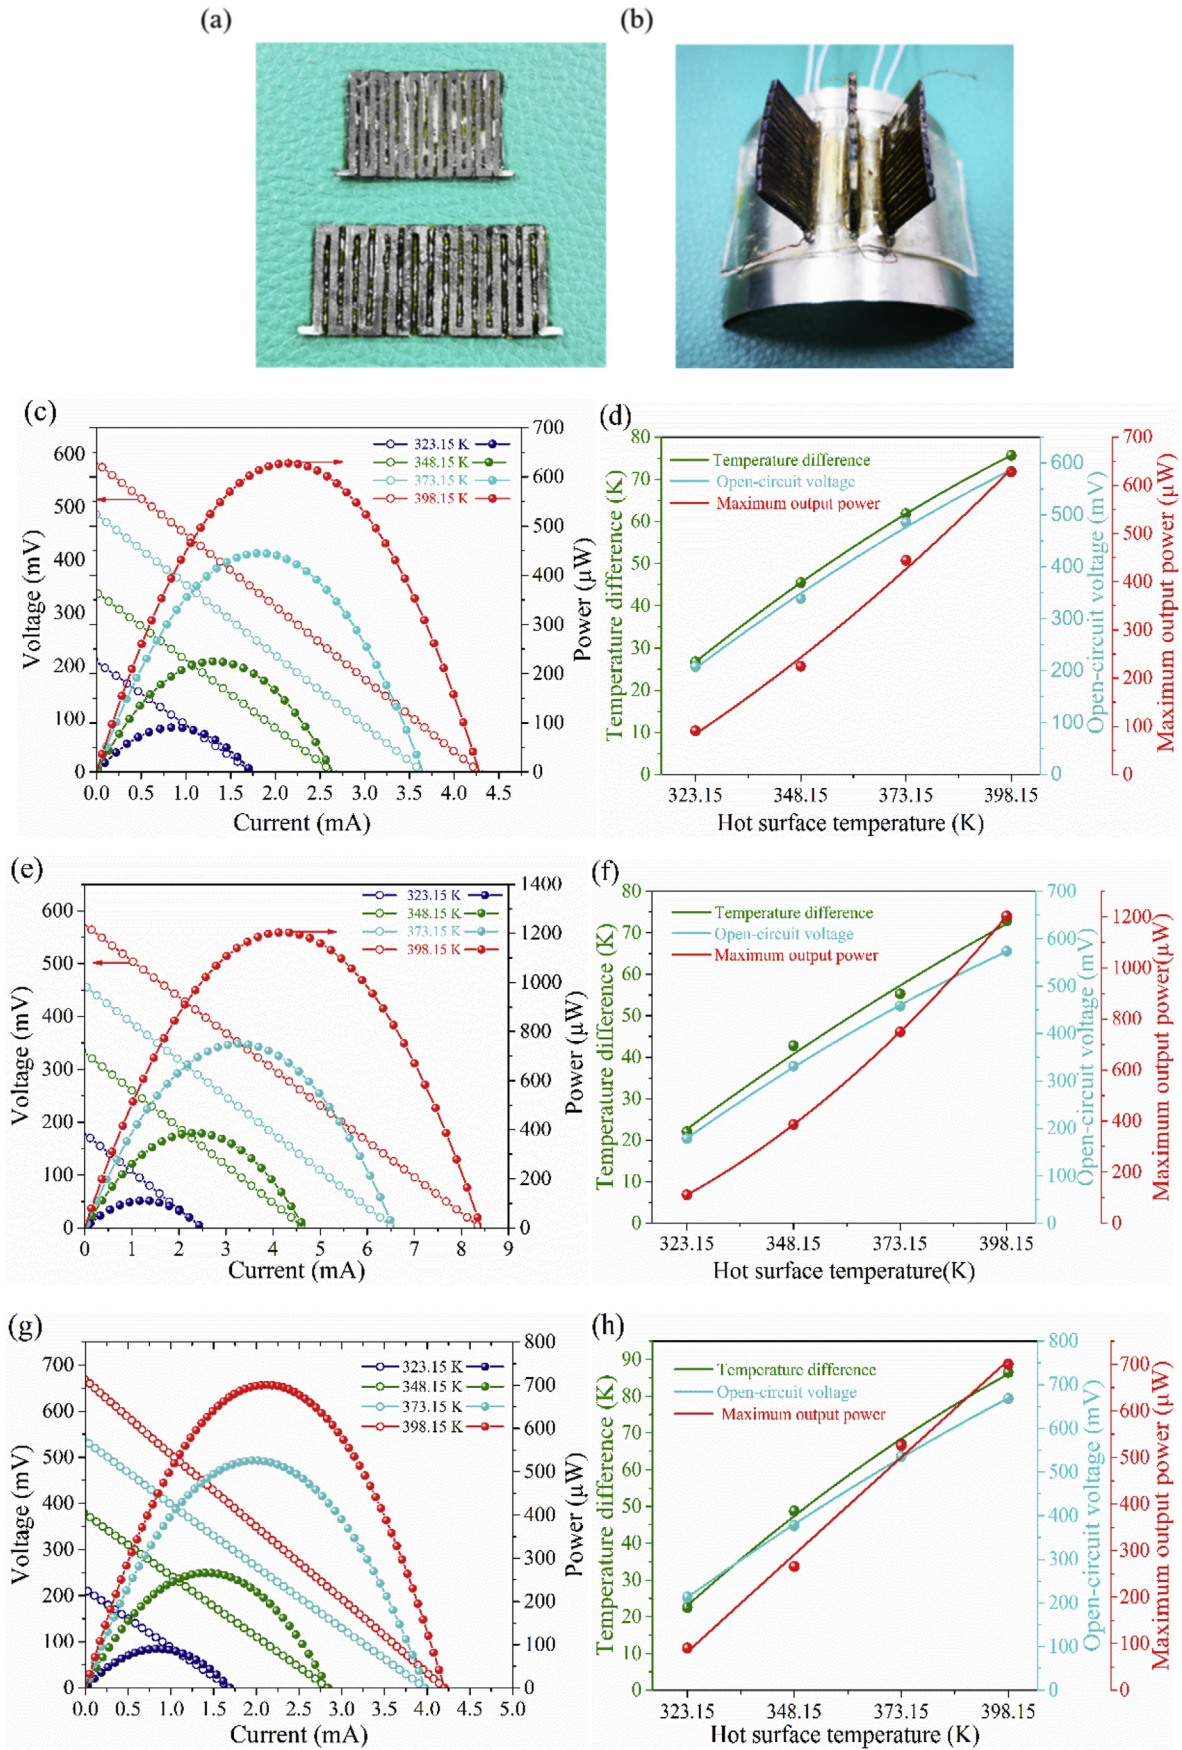 (a)
(b)
(c)
Voltage (mV)
600
500
400
300
200
100
0
323.15 K
348.15 K
373.15 K
398.15 K
700
600
500
400
300
200
100
0
Power (μW)
0.0 0.5 1.0 1.5 2.0 2.5 3.0 3.5 4.0 4.5
Current (mA)
(d)
Temperature difference (K)
80
70
60
50
40
30
20
10
0
Temperature difference
Open-circuit voltage
Maximum output power
600
500
400
300
200
100
0
Open-circuit voltage (mV)
700
600
500
400
300
200
100
0
Maximum output power (μW)
323.15 348.15 373.15 398.15
Hot surface temperature (K)
(e)
Voltage (mV)
600
500
400
300
200
100
0
323.15 K
348.15 K
373.15 K
398.15 K
1400
1200
1000
800
600
400
200
0
Power (μW)
0 1 2 3 4 5 6 7 8 9
Current (mA)
(f)
Temperature difference (K)
80
70
60
50
40
30
20
10
0
Temperature difference
Open-circuit voltage
Maximum output power
700
600
500
400
300
200
100
0
Open-circuit voltage (mV)
1200
1000
800
600
400
200
0
Maximum output power(μW)
323.15 348.15 373.15 398.15
Hot surface temperature(K)
(g)
Voltage (mV)
700
600
500
400
300
200
100
0
323.15 K
348.15 K
373.15 K
398.15 K
800
700
600
500
400
300
200
100
0
Power (μW)
0.0 0.5 1.0 1.5 2.0 2.5 3.0 3.5 4.0 4.5 5.0
Current (mA)
(h)
Temperature difference (K)
90
80
70
60
50
40
30
20
10
0
Temperature difference
Open-circuit voltage
Maximum output power
800
700
600
500
400
300
200
100
0
Open-circuit voltage (mV)
700
600
500
400
300
200
100
0
Maximum output power (μW)
323.15 348.15 373.15 398.15
Hot surface temperature (K)